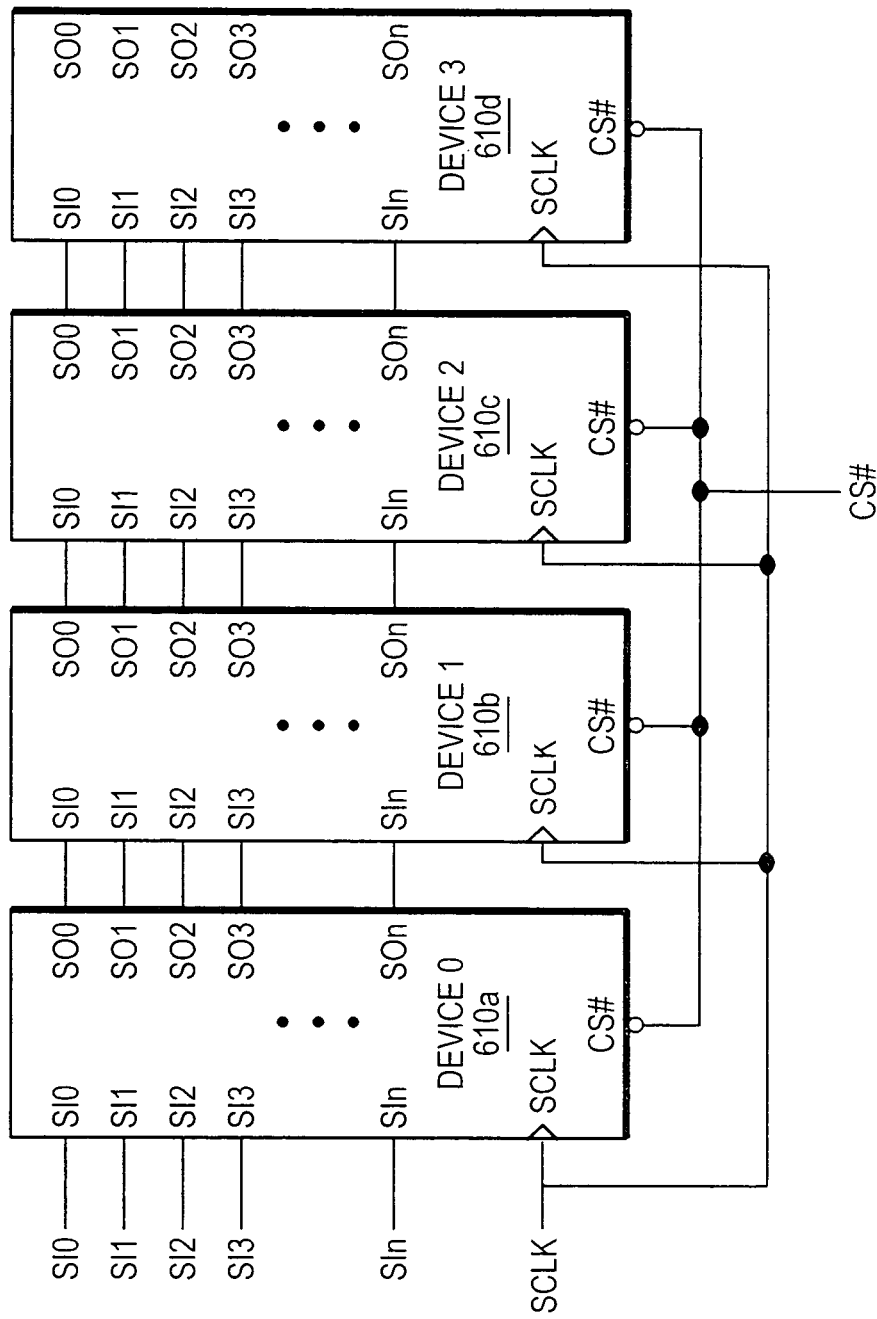 SI0 SI0 SO0 SI0 SO0 SI0 SO0 SI0 SO0
SI1 SI1 SO1 SI1 SO1 SI1 SO1 SI1 SO1
SI2 SI2 SO2 SI2 SO2 SI2 SO2 SI2 SO2
SI3 SI3 SO3 SI3 SO3 SI3 SO3 SI3 SO3
SIn SIn SOn SIn SOn SIn SOn SIn SOn
DEVICE 0 DEVICE 1 DEVICE 2 DEVICE 3
610a 610b 610c 610d
SCLK SCLK SCLK SCLK SCLK
CS# CS# CS# CS#
CS#